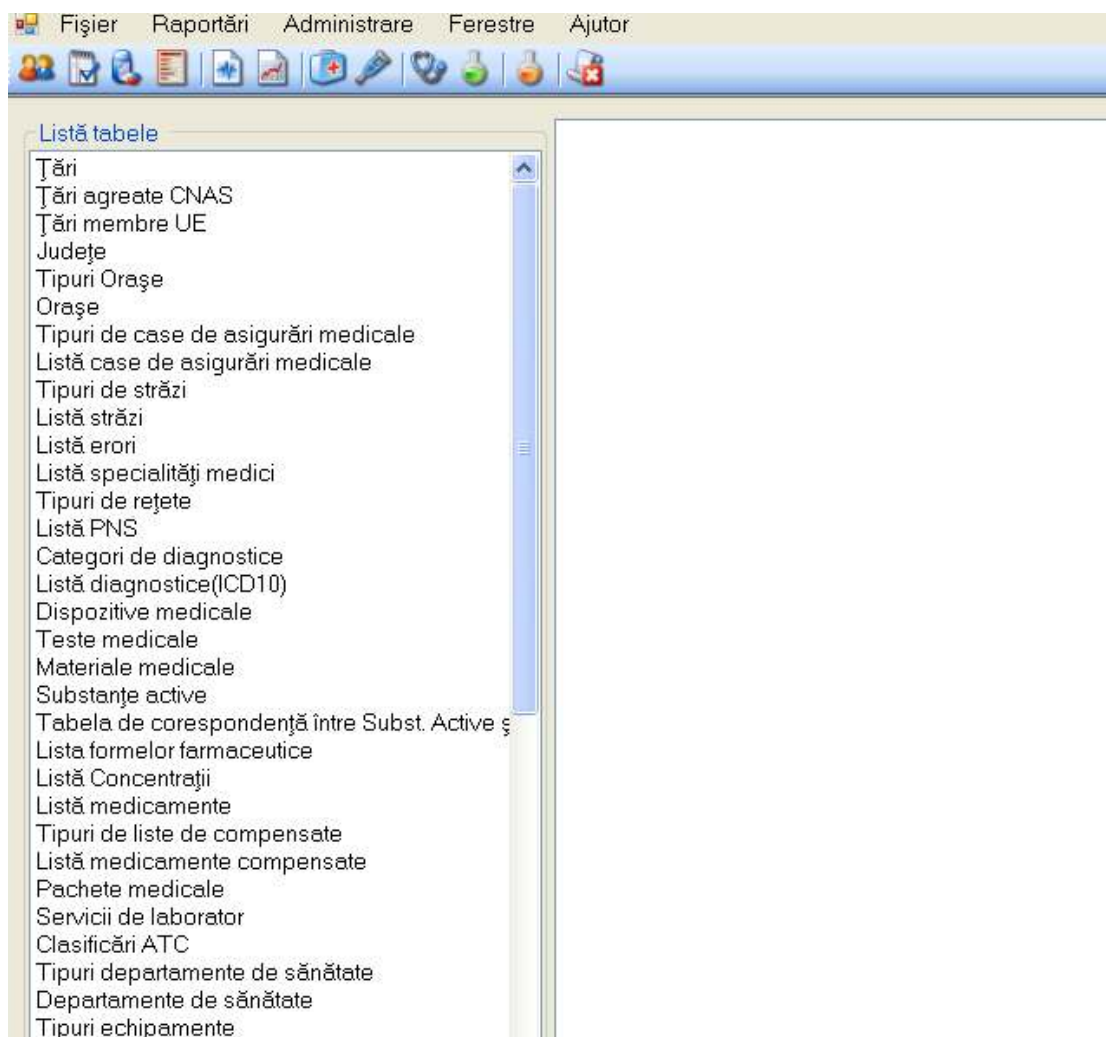 Fişier Raportări Administrare Ferestre Ajutor
Listă tabele
Ţări
Ţări agreate CNAS
Ţări membre UE
Judeţe
Tipuri Oraşe
Oraşe
Tipuri de case de asigurări medicale
Listă case de asigurări medicale
Tipuri de străzi
Listă străzi
Listă erori
Listă specialităţi medici
Tipuri de reţete
Listă PNS
Categori de diagnostice
Listă diagnostice(ICD10)
Dispozitive medicale
Teste medicale
Materiale medicale
Substanţe active
Tabela de corespondenţă între Subst. Active ş
Lista formelor farmaceutice
Listă Concentraţii
Listă medicamente
Tipuri de liste de compensate
Listă medicamente compensate
Pachete medicale
Servicii de laborator
Clasificări ATC
Tipuri departamente de sănătate
Departamente de sănătate
Tipuri echipamente